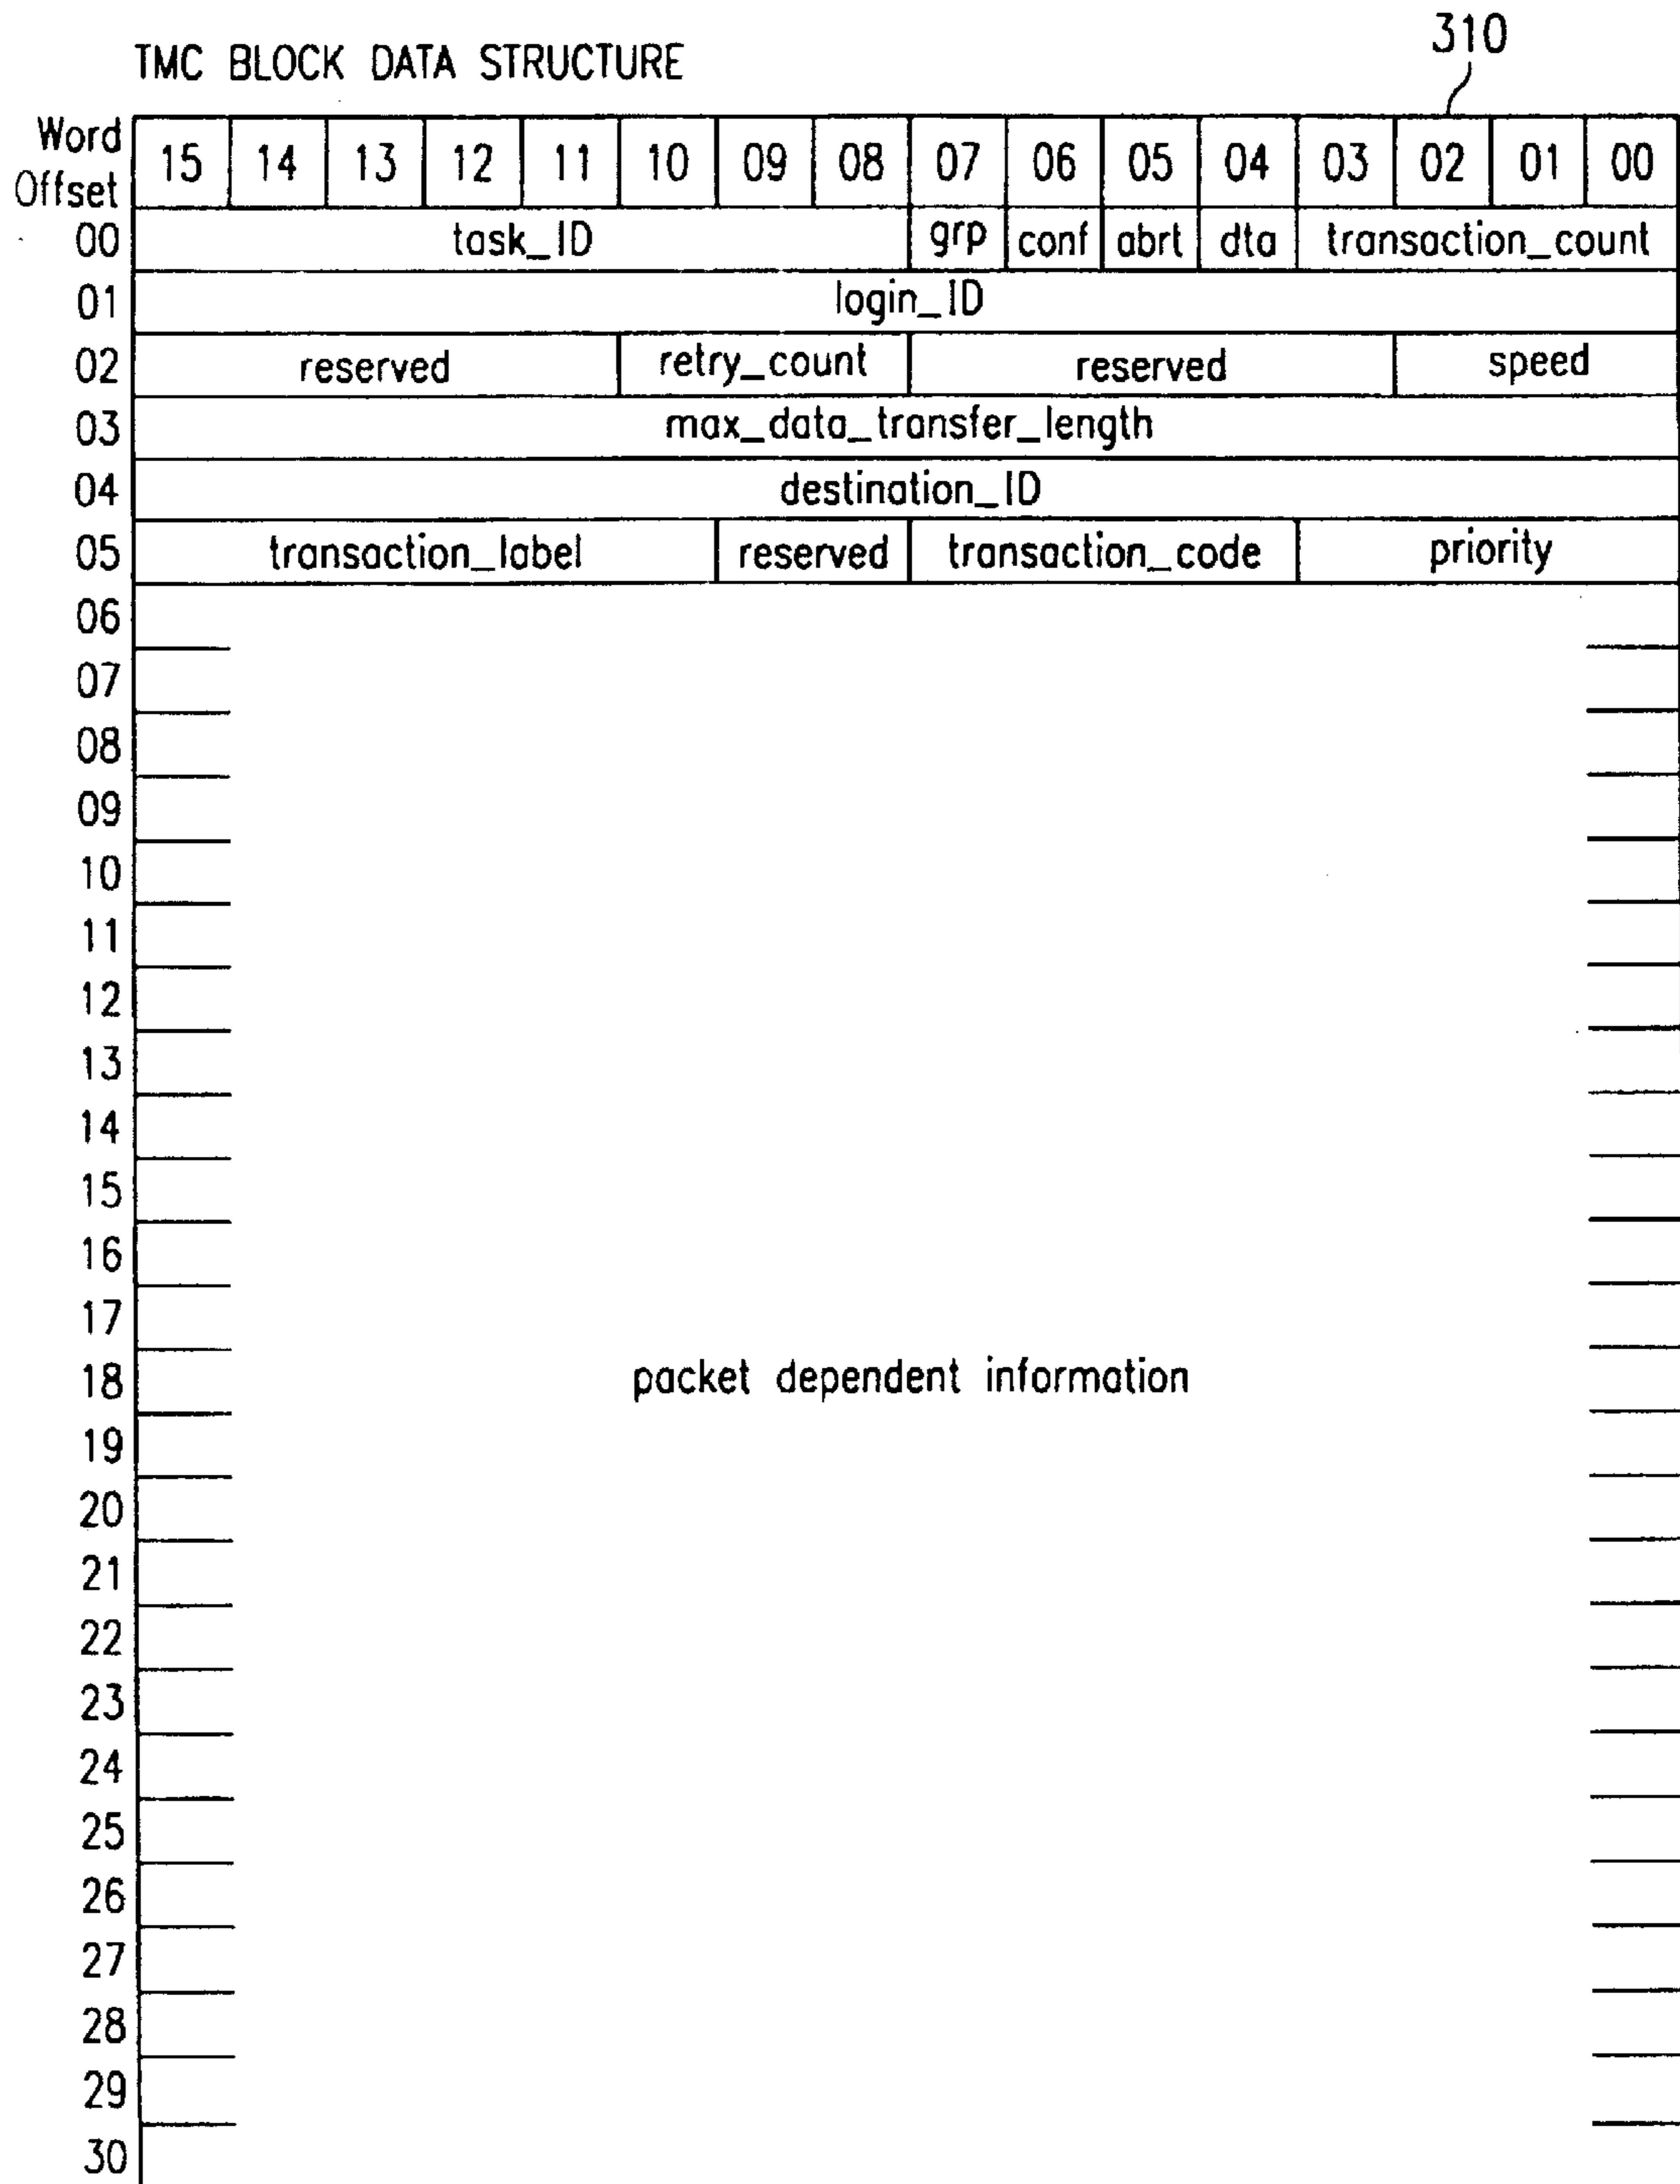 310
TMC BLOCK DATA STRUCTURE
Word Offset 15 14 13 12 11 10 09 08 07 06 05 04 03 02 01 00
00 task_ID grp conf abrt dta transaction_count
01 login_ID
02 reserved retry_count reserved speed
03 max_data_transfer_length
04 destination_ID
05 transaction_label reserved transaction_code priority
06
07
08
09
10
11
12
13
14
15
16
17
18 packet dependent information
19
20
21
22
23
24
25
26
27
28
29
30